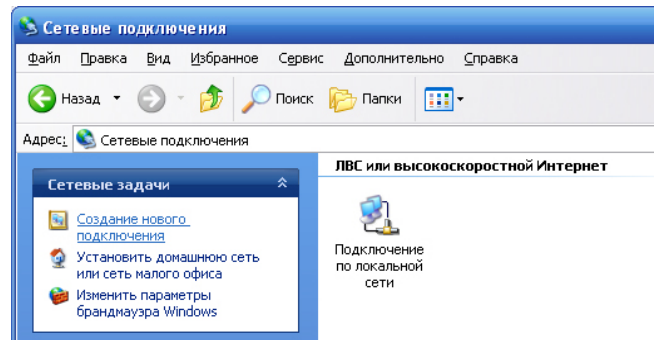 Сетевые подключения
Файл Правка Вид Избранное Сервис Дополнительно Справка
Назад Поиск Папки
Адрес: Сетевые подключения
ЛВС или высокоскоростной Интернет
Сетевые задачи
Создание нового
подключения
Установить домашнюю сеть
или сеть малого офиса
Изменить параметры
брандмауэра Windows
Подключение
по локальной
сети